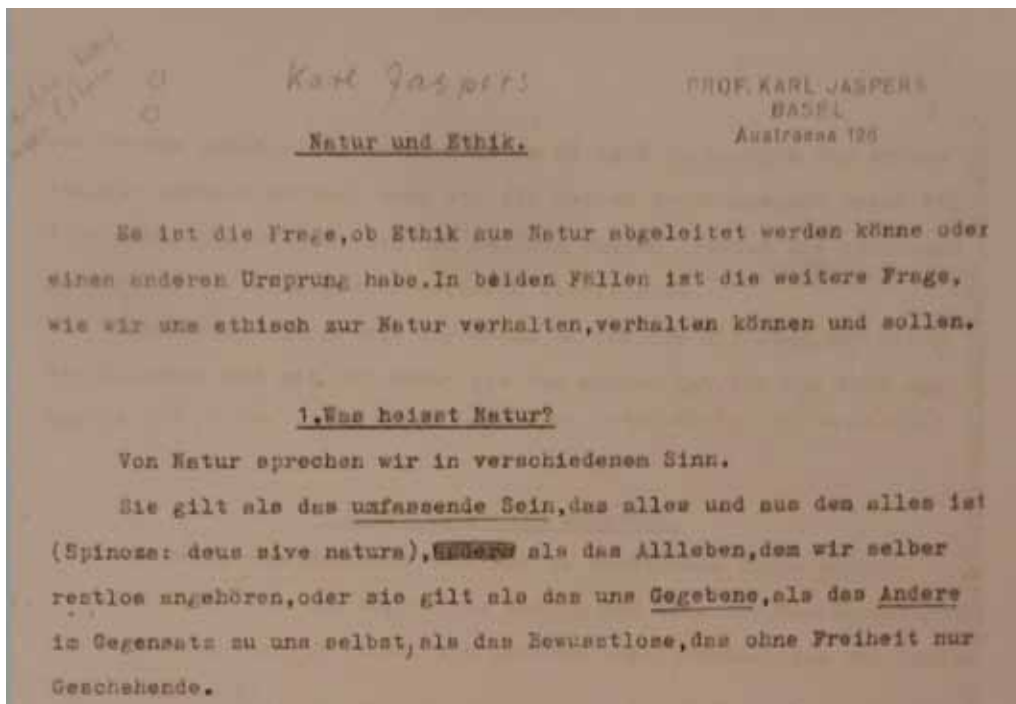 Karl Jaspers
PROF. KARL JASPERS
BASEL
Austrasse 126
Natur und Ethik.
Es ist die Frage,ob Ethik aus Natur abgeleitet werden könne oder
einen anderen Ursprung habe.In beiden Fällen ist die weitere Frage,
wie wir uns ethisch zur Natur verhalten,verhalten können und sollen.
1.Was heisst Natur?
Von Natur sprechen wir in verschiedenem Sinn.
Sie gilt als das umfassende Sein,das alles und aus dem alles ist
(Spinoza: deus sive natura), als das Allleben,dem wir selber
restlos angehören,oder sie gilt als das uns Gegebene,als das Andere
im Gegensatz zu uns selbst,als das Bewusstlose,das ohne Freiheit nur
Geschehende.